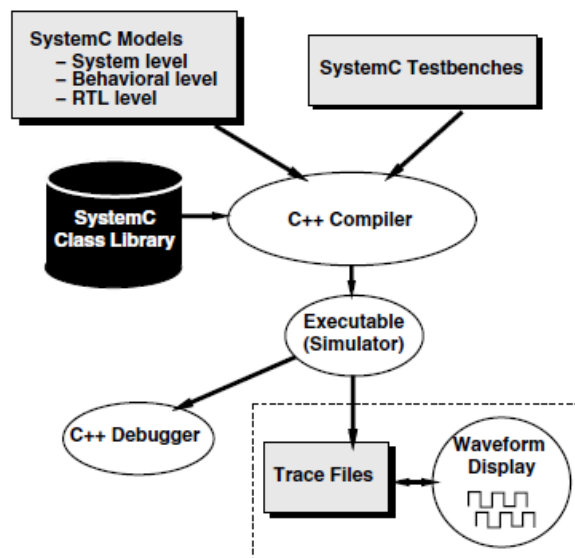 SystemC Models
– System level
– Behavioral level
– RTL level
SystemC Testbenches
SystemC
Class Library
C++ Compiler
Executable
(Simulator)
C++ Debugger
Trace Files
Waveform
Display